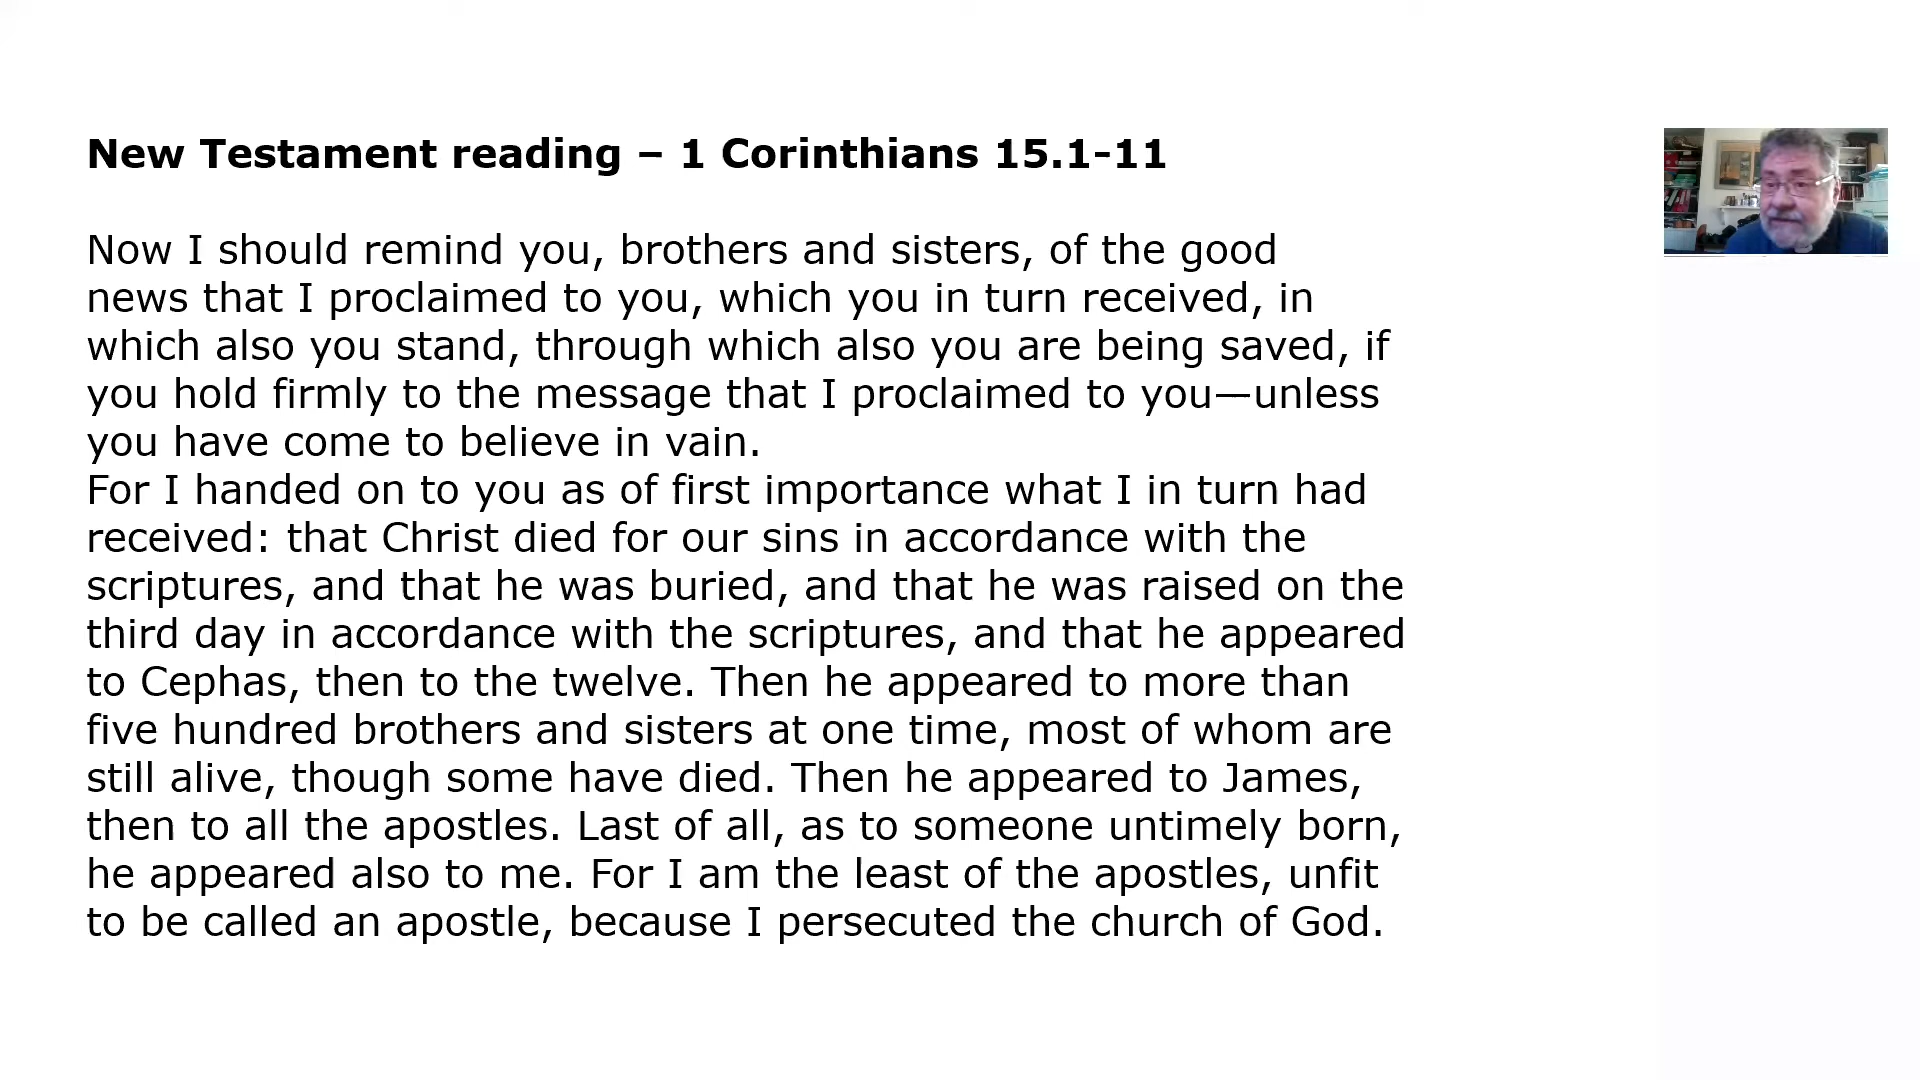 New Testament reading – 1 Corinthians 15.1-11
Now I should remind you, brothers and sisters, of the good
news that I proclaimed to you, which you in turn received, in
which also you stand, through which also you are being saved, if
you hold firmly to the message that I proclaimed to you—unless
you have come to believe in vain.
For I handed on to you as of first importance what I in turn had
received: that Christ died for our sins in accordance with the
scriptures, and that he was buried, and that he was raised on the
third day in accordance with the scriptures, and that he appeared
to Cephas, then to the twelve. Then he appeared to more than
five hundred brothers and sisters at one time, most of whom are
still alive, though some have died. Then he appeared to James,
then to all the apostles. Last of all, as to someone untimely born,
he appeared also to me. For I am the least of the apostles, unfit
to be called an apostle, because I persecuted the church of God.